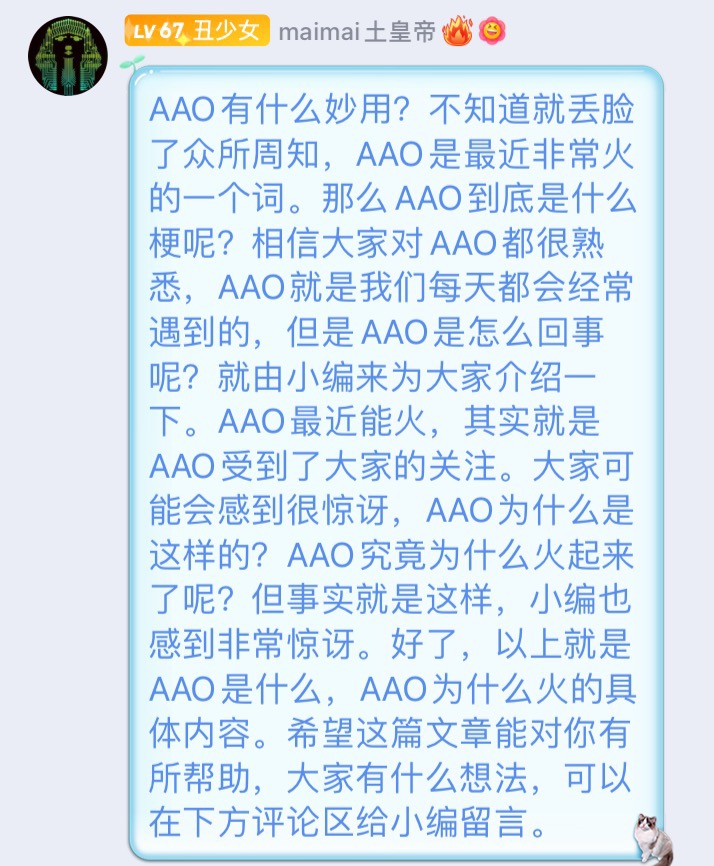 LV67 丑少女 maimai土皇帝
AAO有什么妙用？不知道就丢脸
了众所周知，AAO是最近非常火
的一个词。那么AAO到底是什么
梗呢？相信大家对AAO都很熟
悉，AAO就是我们每天都会经常
遇到的，但是AAO是怎么回事
呢？就由小编来为大家介绍一
下。AAO最近能火，其实就是
AAO受到了大家的关注。大家可
能会感到很惊讶，AAO为什么是
这样的？AAO究竟为什么火起来
了呢？但事实就是这样，小编也
感到非常惊讶。好了，以上就是
AAO是什么，AAO为什么火的具
体内容。希望这篇文章能对你有
所帮助，大家有什么想法，可以
在下方评论区给小编留言。